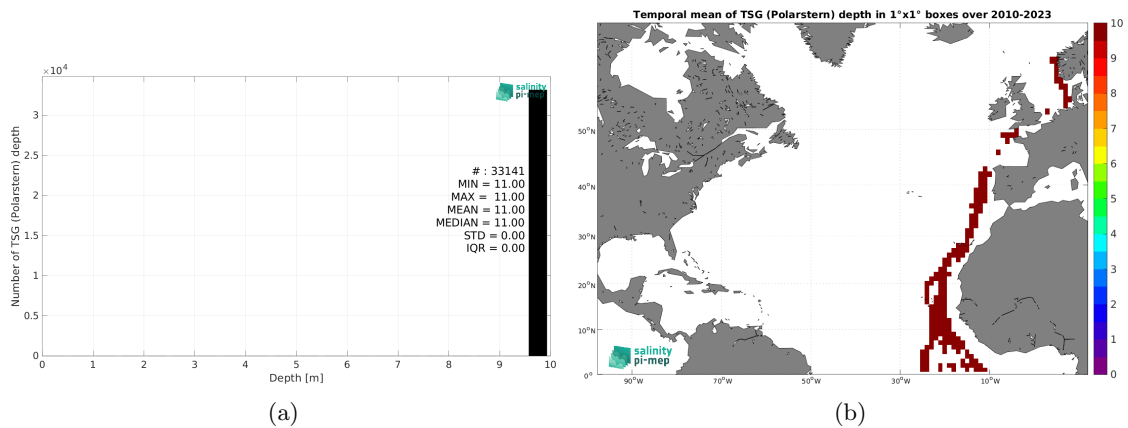 ×10⁴
3
2.5
2
1.5
1
0.5
0
Number of TSG (Polarstern) depth
salinity
pi-mep
# : 33141
MIN = 11.00
MAX = 11.00
MEAN = 11.00
MEDIAN = 11.00
STD = 0.00
IQR = 0.00
0 1 2 3 4 5 6 7 8 9 10
Depth [m]
(a)
Temporal mean of TSG (Polarstern) depth in 1°x1° boxes over 2010-2023
50°N
40°N
30°N
20°N
10°N
0°
90°W 70°W 50°W 30°W 10°W
salinity
pi-mep
10
9
8
7
6
5
4
3
2
1
0
(b)